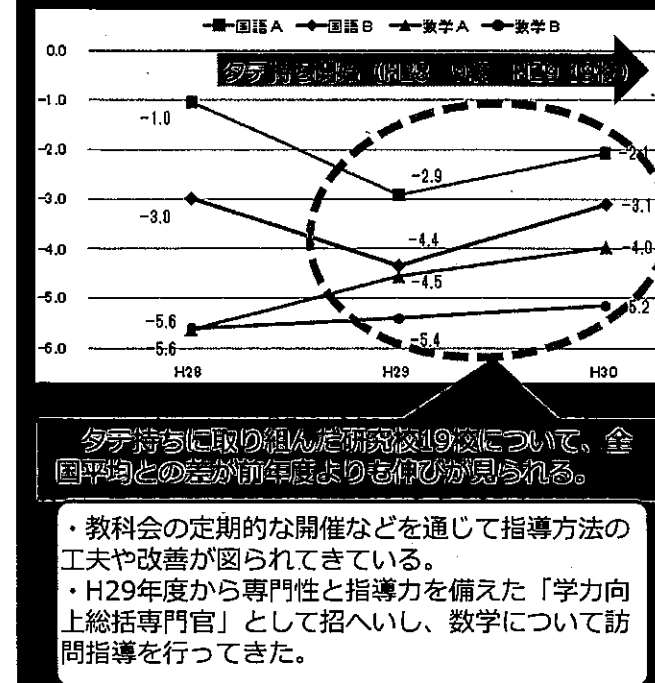 国語A 国語B 数学A 数学B
0.0
-1.0
-2.0
-3.0
-4.0
-5.0
-6.0
-1.0
-2.9
-2.1
-3.0
-4.4
-3.1
-4.5
-4.0
-5.6
-5.6
-5.4
5.2
H28 H29 H30
タテ持ちに取り組んだ研究校19校について、全
国平均との差が前年度よりも伸びが見られる。
・教科会の定期的な開催などを通じて指導方法の
工夫や改善が図られてきている。
・H29年度から専門性と指導力を備えた「学力向
上総括専門官」として招へいし、数学について訪
問指導を行ってきた。